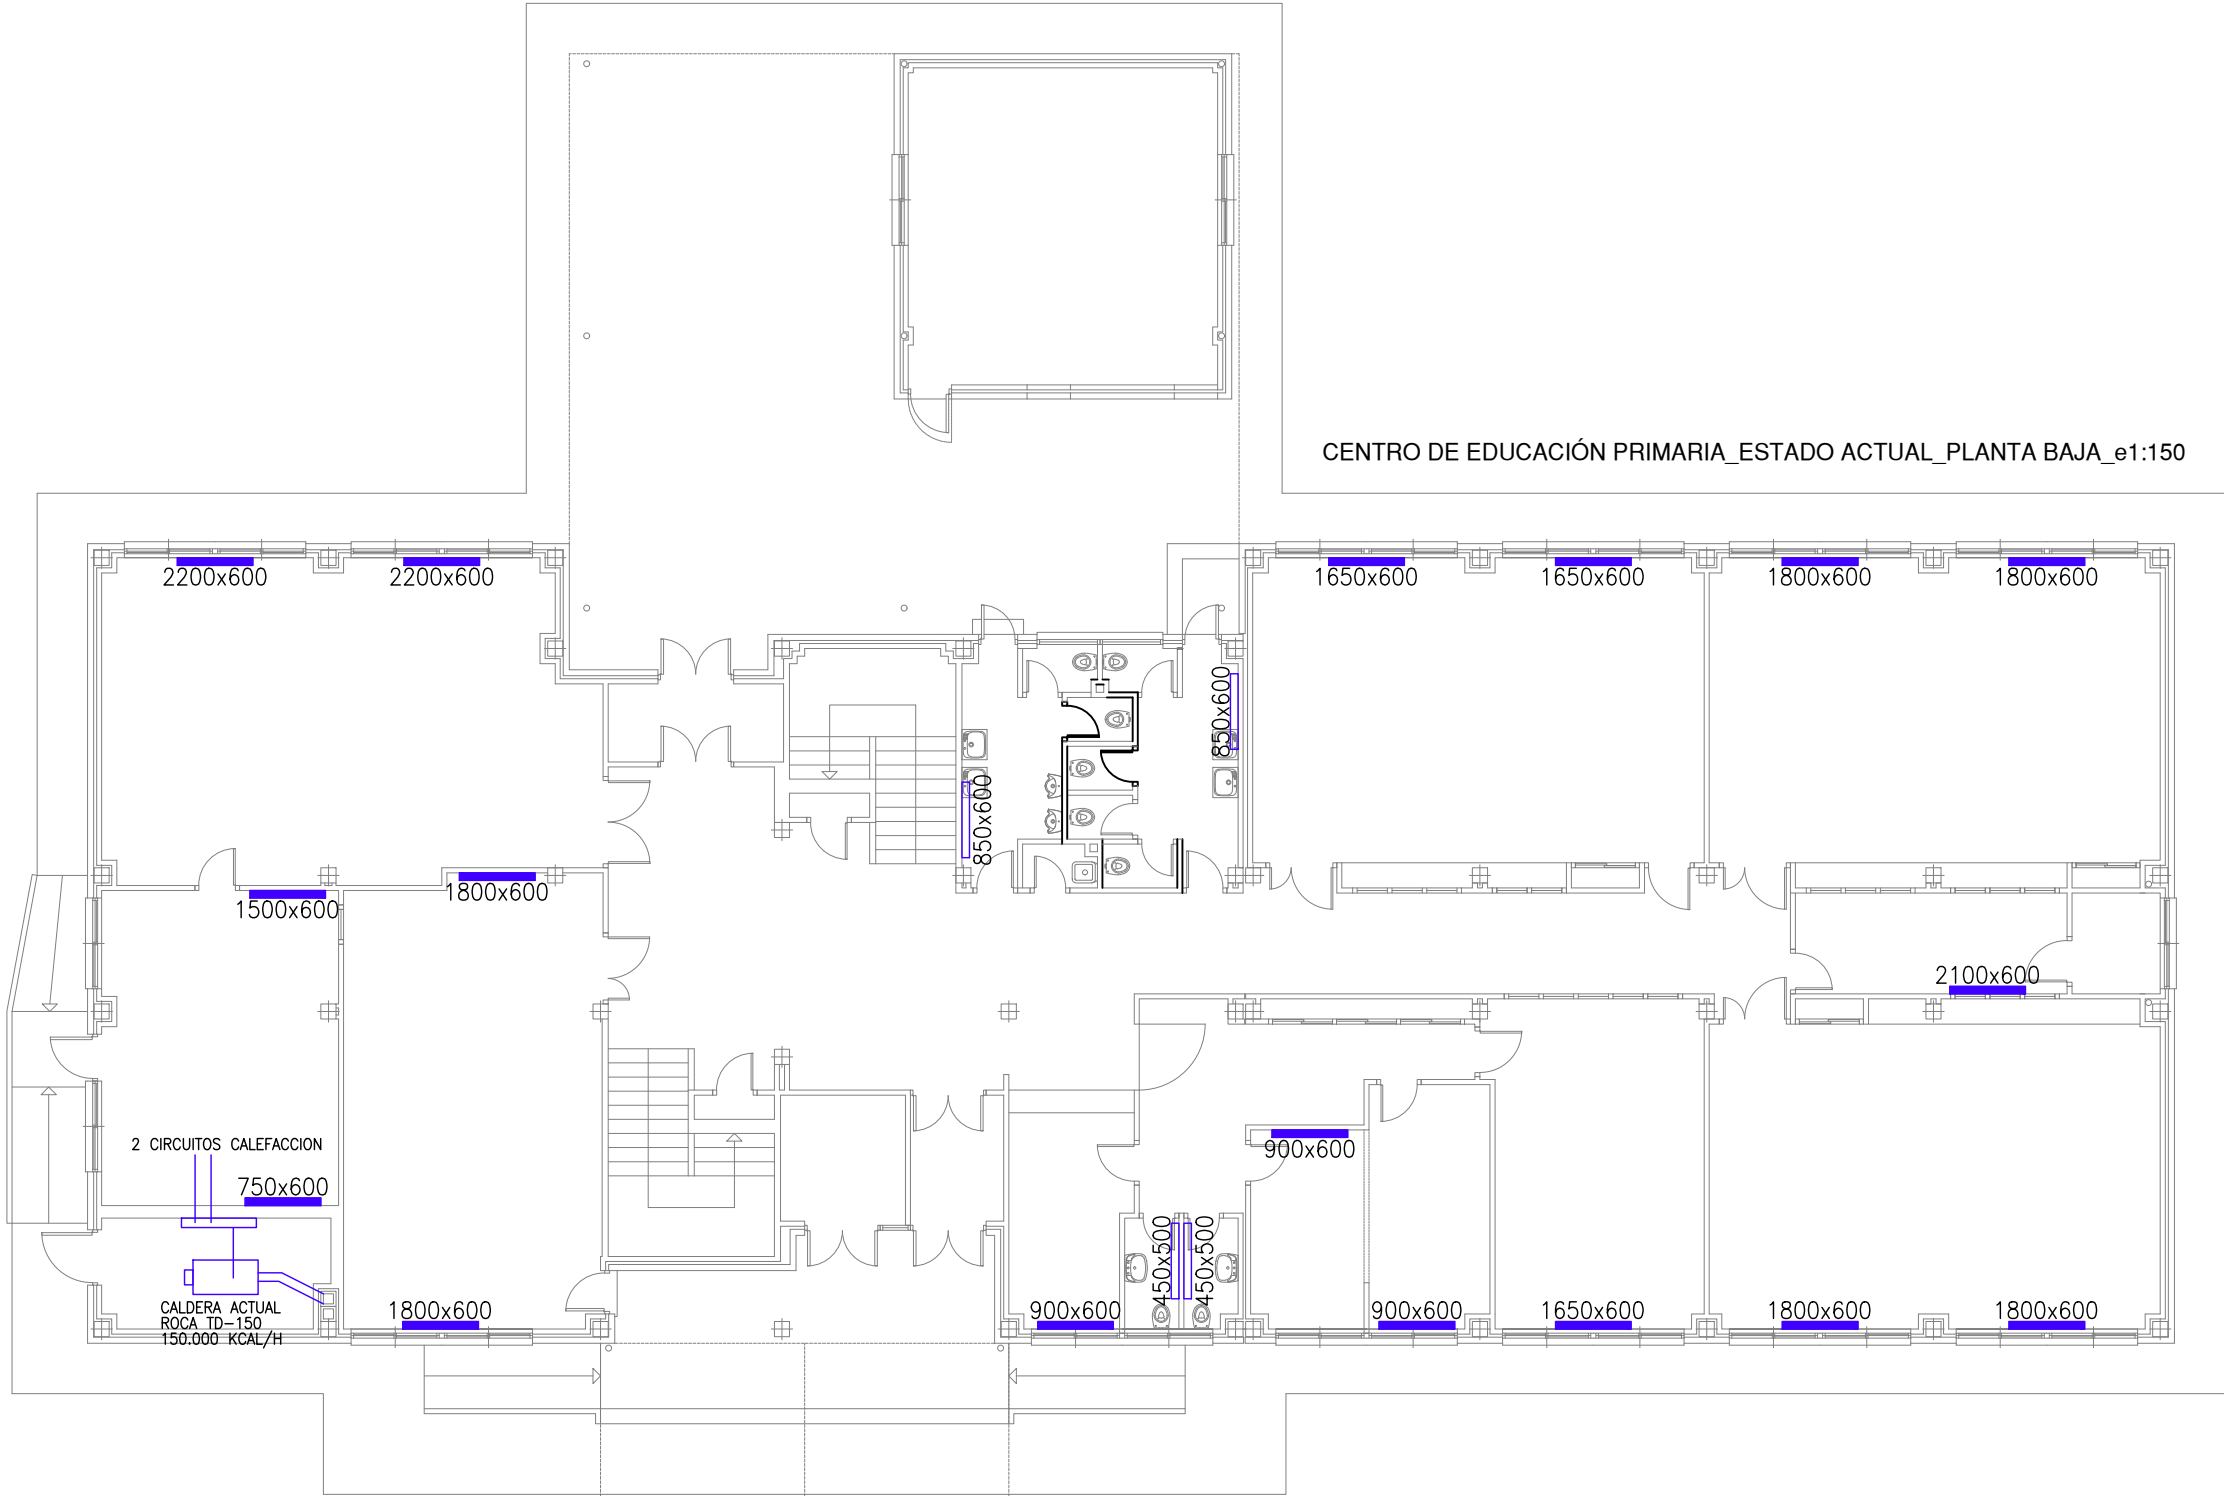 CENTRO DE EDUCACIÓN PRIMARIA_ESTADO ACTUAL_PLANTA BAJA_e1:150
2200x600
2200x600
1650x600
1650x600
1800x600
1800x600
850x600
850x600
1500x600
1800x600
2100x600
2 CIRCUITOS CALEFACCION
900x600
750x600
450x500
450x500
CALDERA ACTUAL
ROCA TD-150
150.000 KCAL/H
1800x600
900x600
900x600
1650x600
1800x600
1800x600